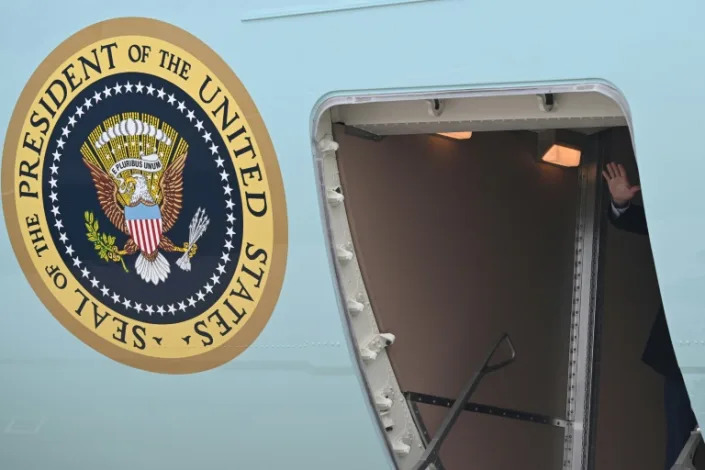 SEAL OF THE PRESIDENT OF THE UNITED STATES
E PLURIBUS UNUM